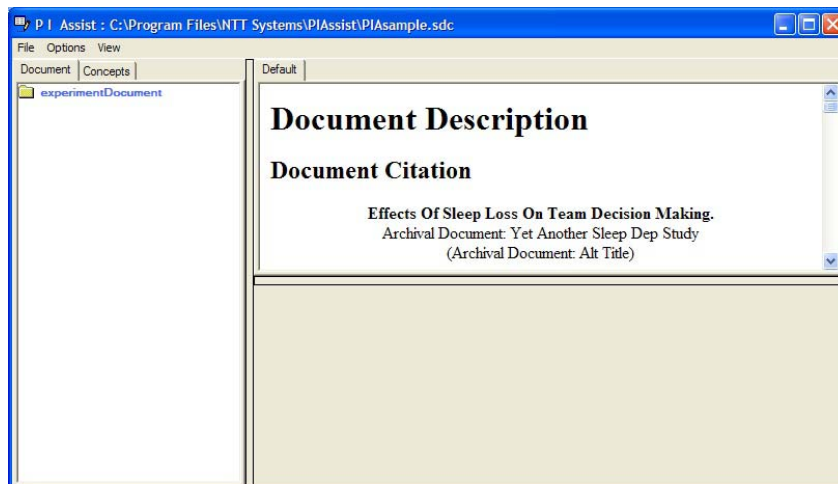 P I Assist : C:\Program Files\NTT Systems\PIAssist\PIAsample.sdc
File Options View
Document Concepts
experimentDocument
Default
Document Description
Document Citation
Effects Of Sleep Loss On Team Decision Making.
Archival Document: Yet Another Sleep Dep Study
(Archival Document: Alt Title)